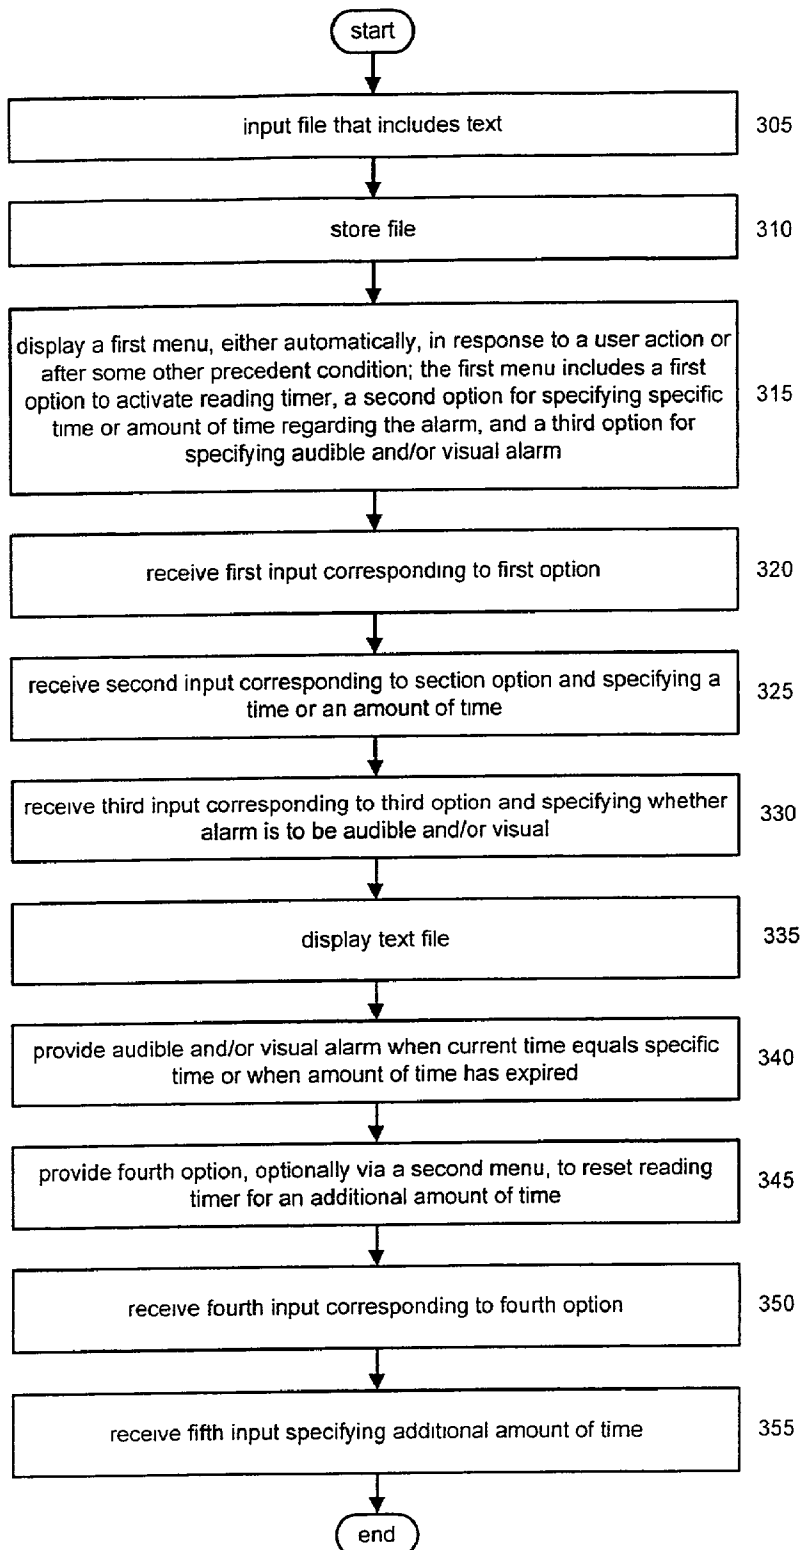 start
input file that includes text
305
store file
310
display a first menu, either automatically, in response to a user action or
after some other precedent condition; the first menu includes a first
option to activate reading timer, a second option for specifying specific
time or amount of time regarding the alarm, and a third option for
specifying audible and/or visual alarm
315
receive first input corresponding to first option
320
receive second input corresponding to section option and specifying a
time or an amount of time
325
receive third input corresponding to third option and specifying whether
alarm is to be audible and/or visual
330
display text file
335
provide audible and/or visual alarm when current time equals specific
time or when amount of time has expired
340
provide fourth option, optionally via a second menu, to reset reading
timer for an additional amount of time
345
receive fourth input corresponding to fourth option
350
receive fifth input specifying additional amount of time
355
end